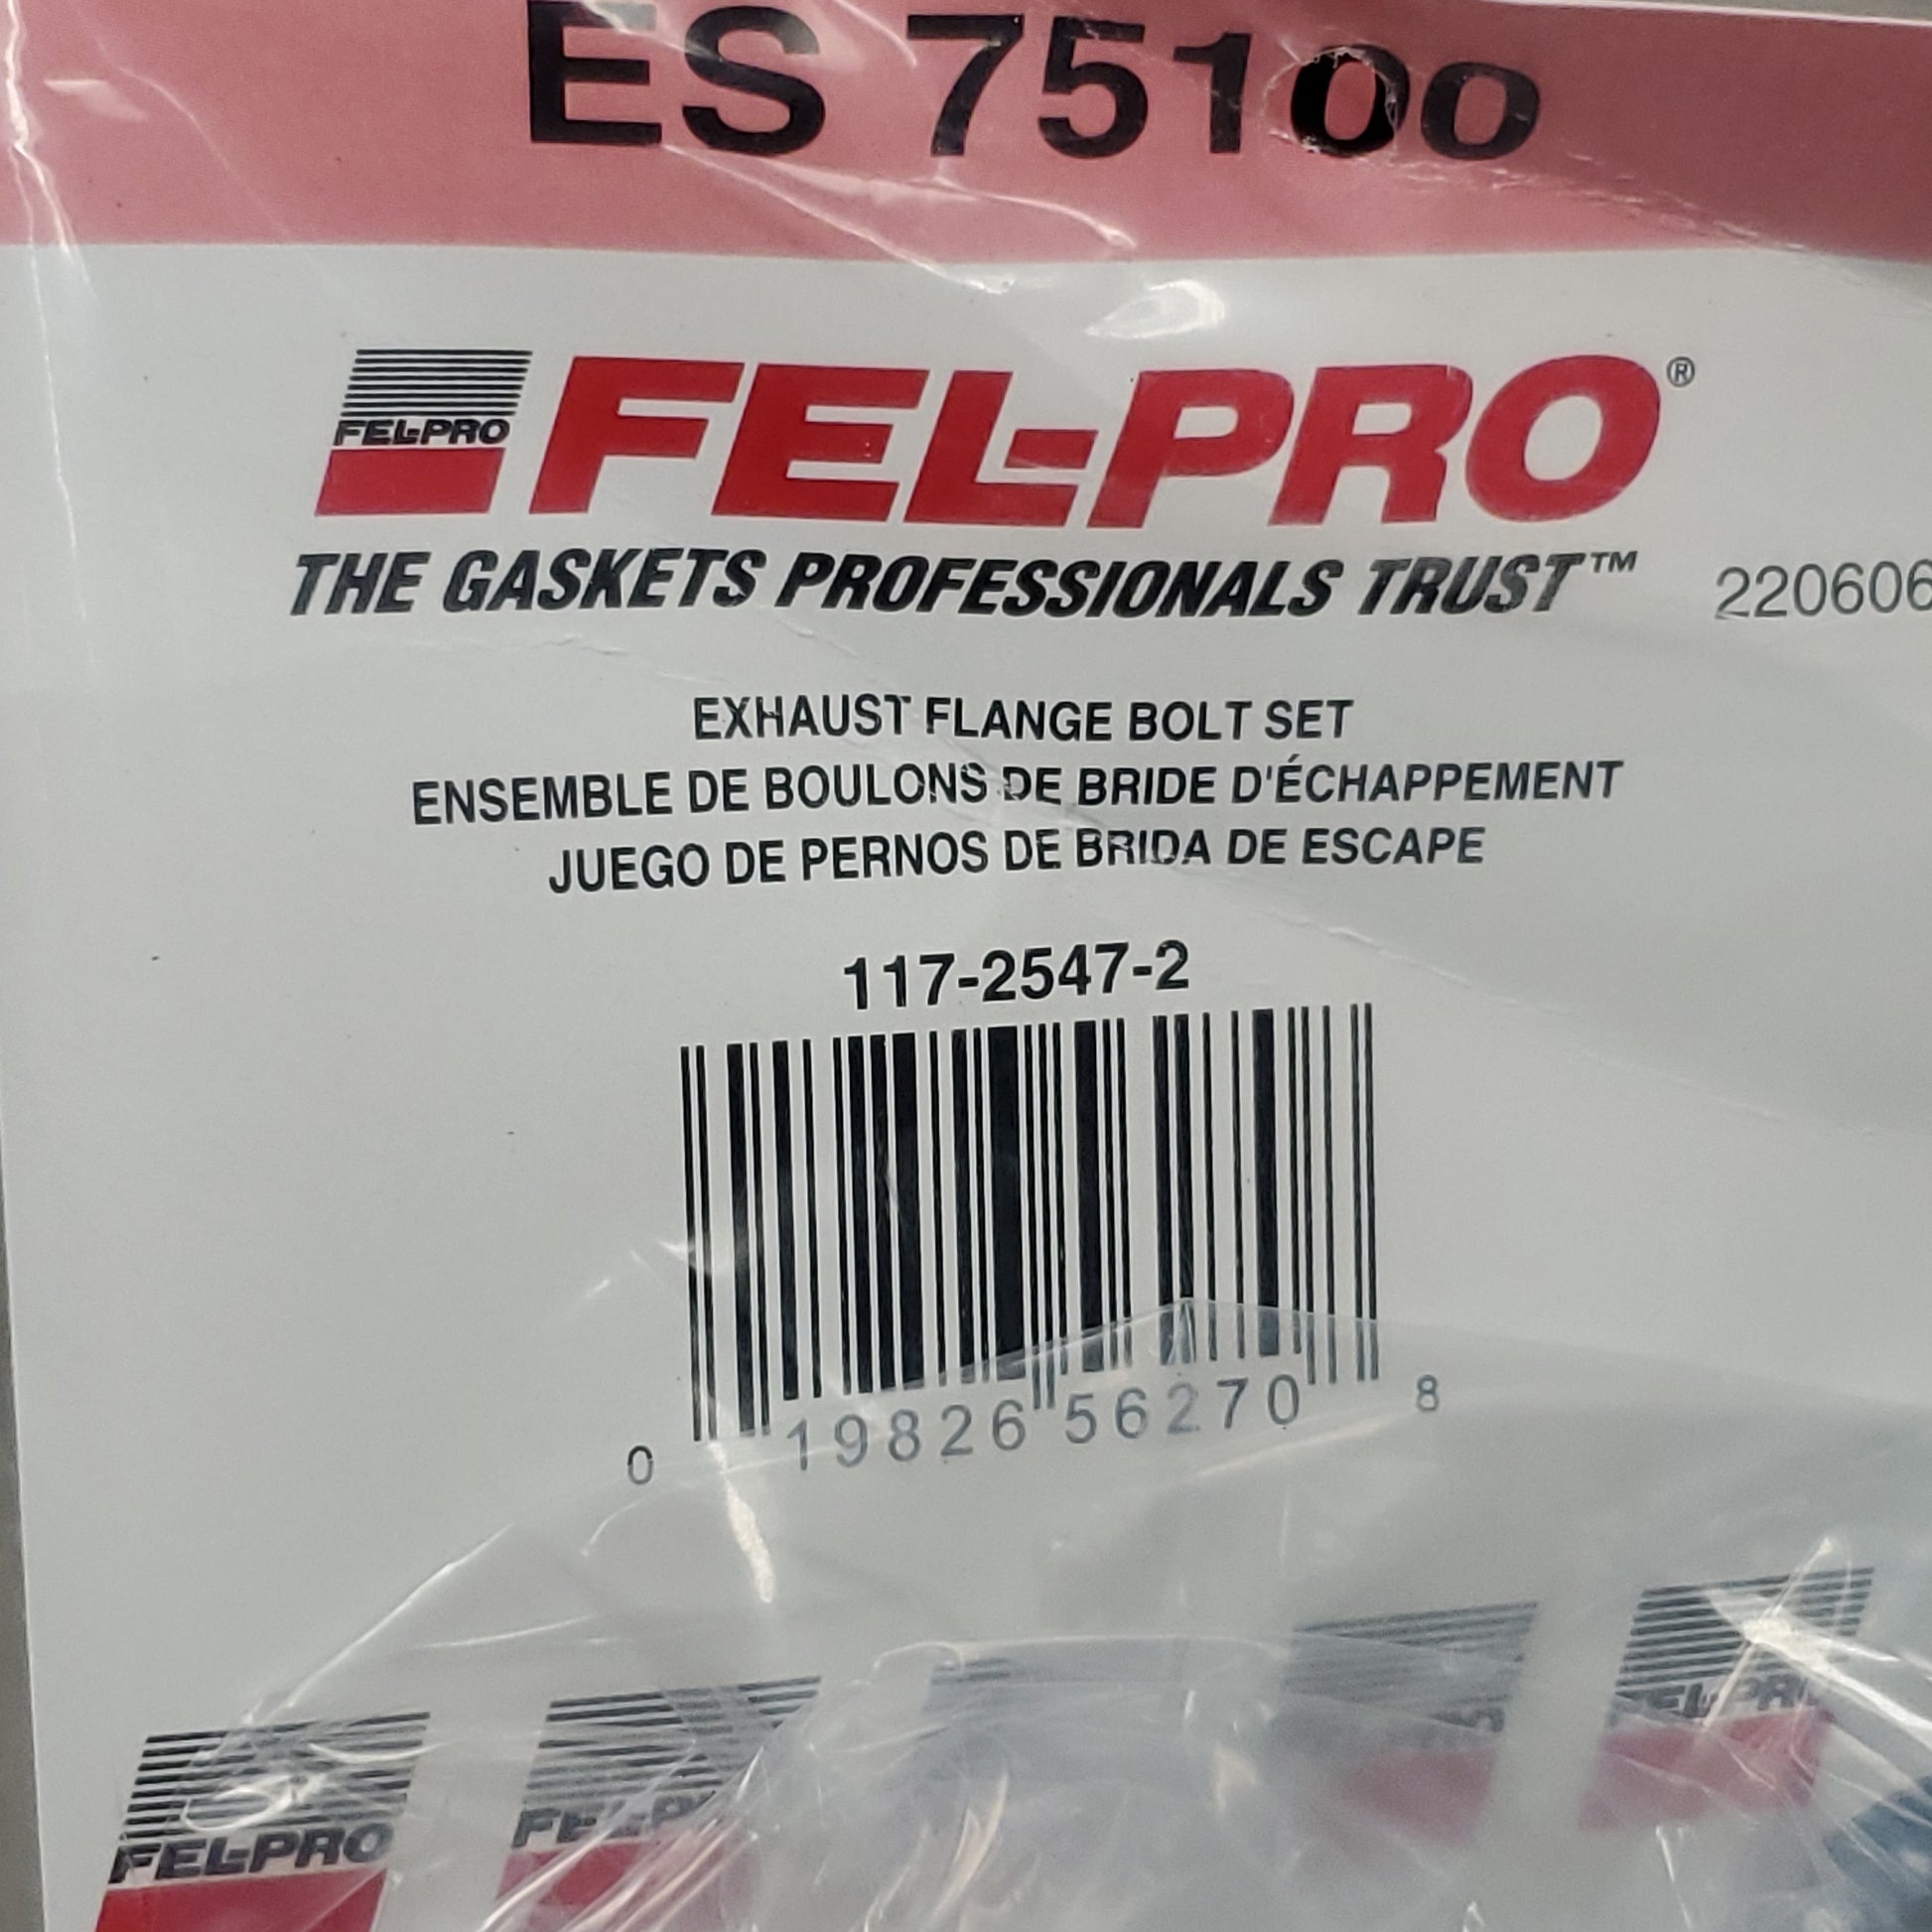 ES 75100
FEL-PRO
FEL-PRO®
THE GASKETS PROFESSIONALS TRUST™
220606
EXHAUST FLANGE BOLT SET
ENSEMBLE DE BOULONS DE BRIDE D'ÉCHAPPEMENT
JUEGO DE PERNOS DE BRIDA DE ESCAPE
117-2547-2
0 19826 56270 8
FEL-PRO
FEL-PRO
FEL-PRO